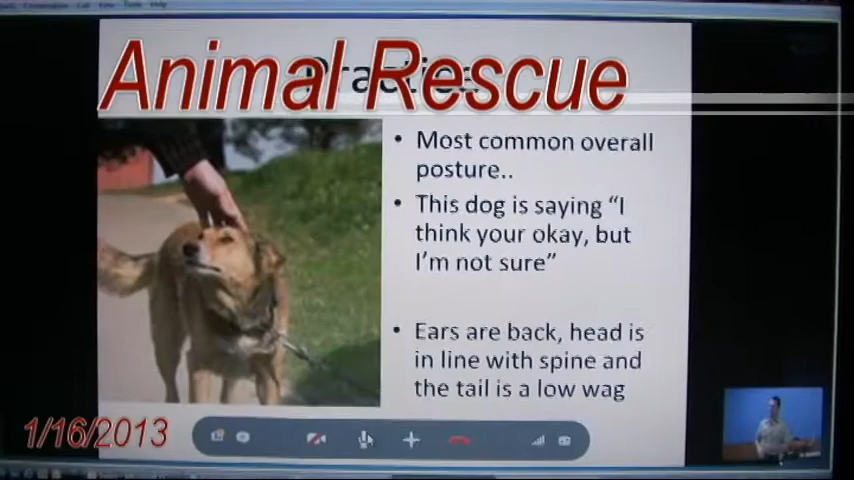 Animal Rescue
Practice
• Most common overall
posture..
• This dog is saying “I
think your okay, but
I’m not sure”
• Ears are back, head is
in line with spine and
the tail is a low wag
1/16/2013